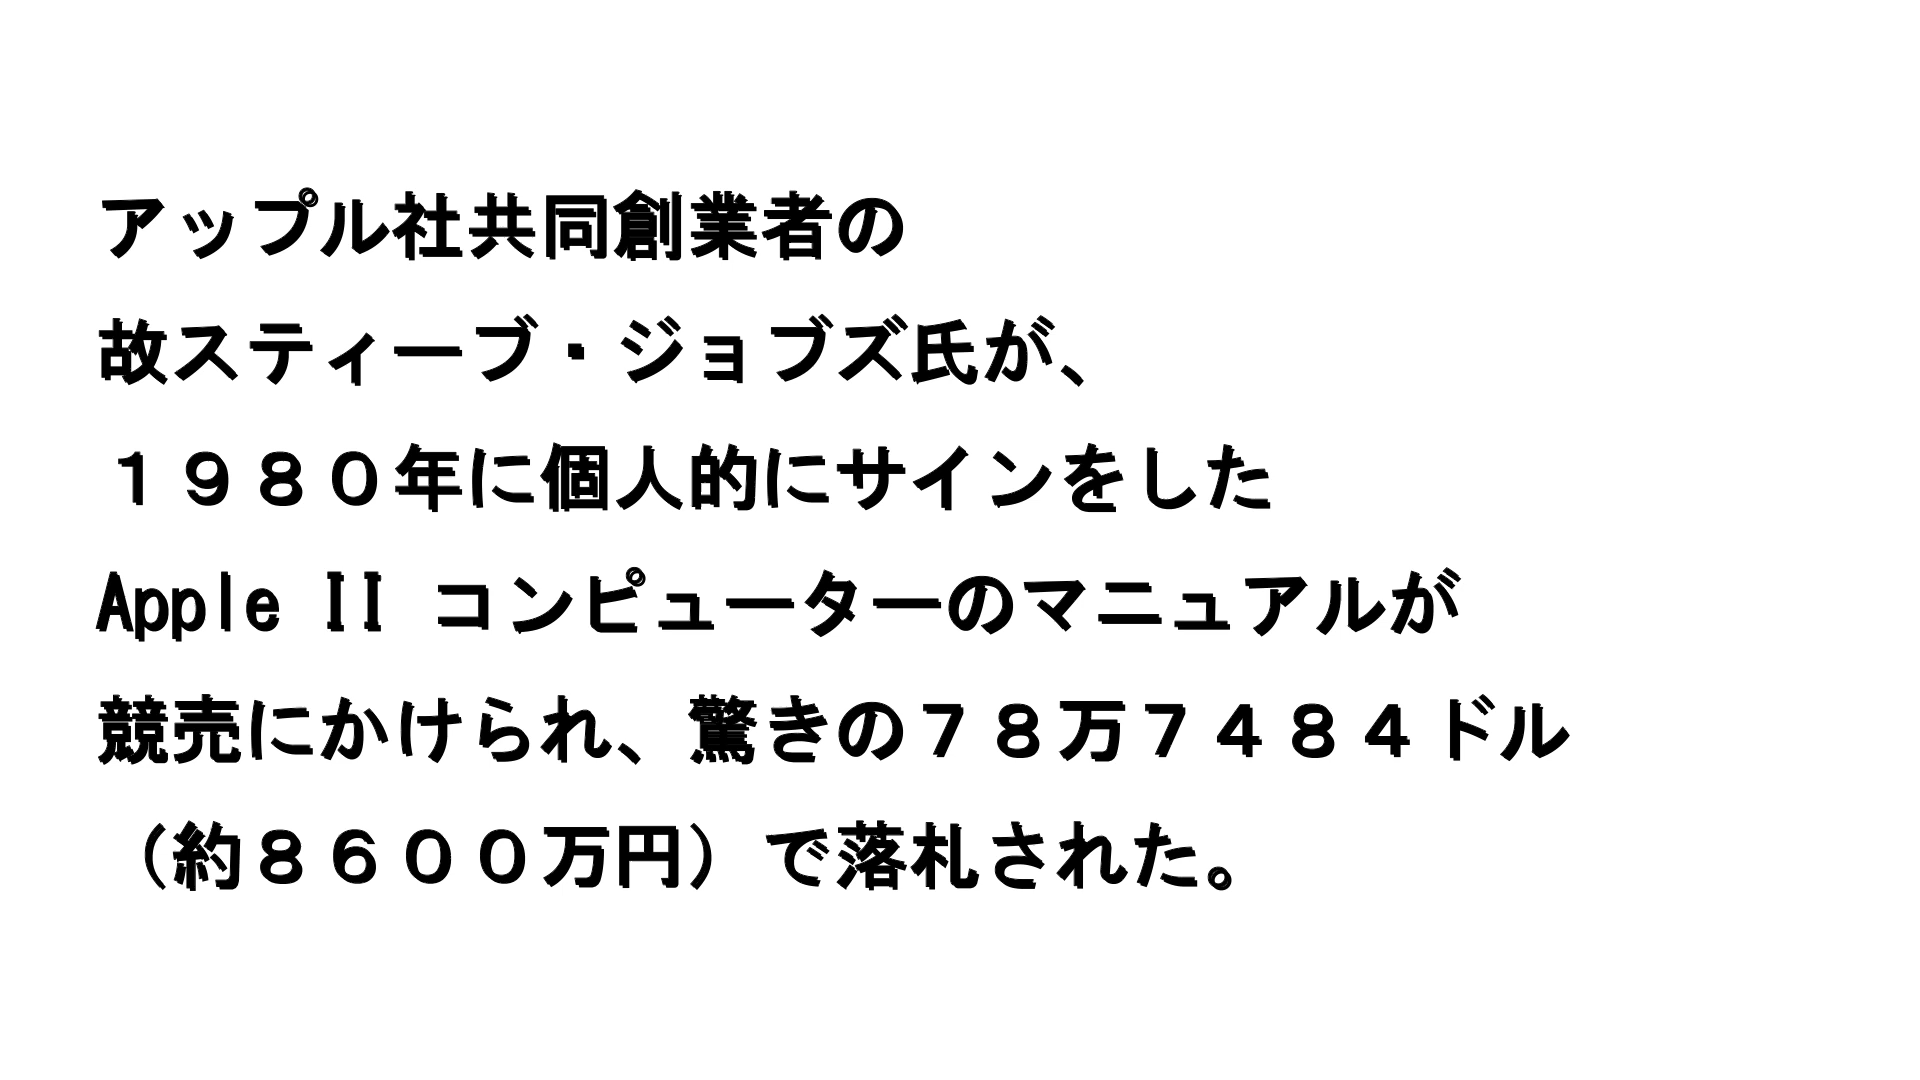 アップル社共同創業者の
故スティーブ・ジョブズ氏が、
１９８０年に個人的にサインをした
Apple II コンピューターのマニュアルが
競売にかけられ、驚きの７８万７４８４ドル
（約８６００万円）で落札された。